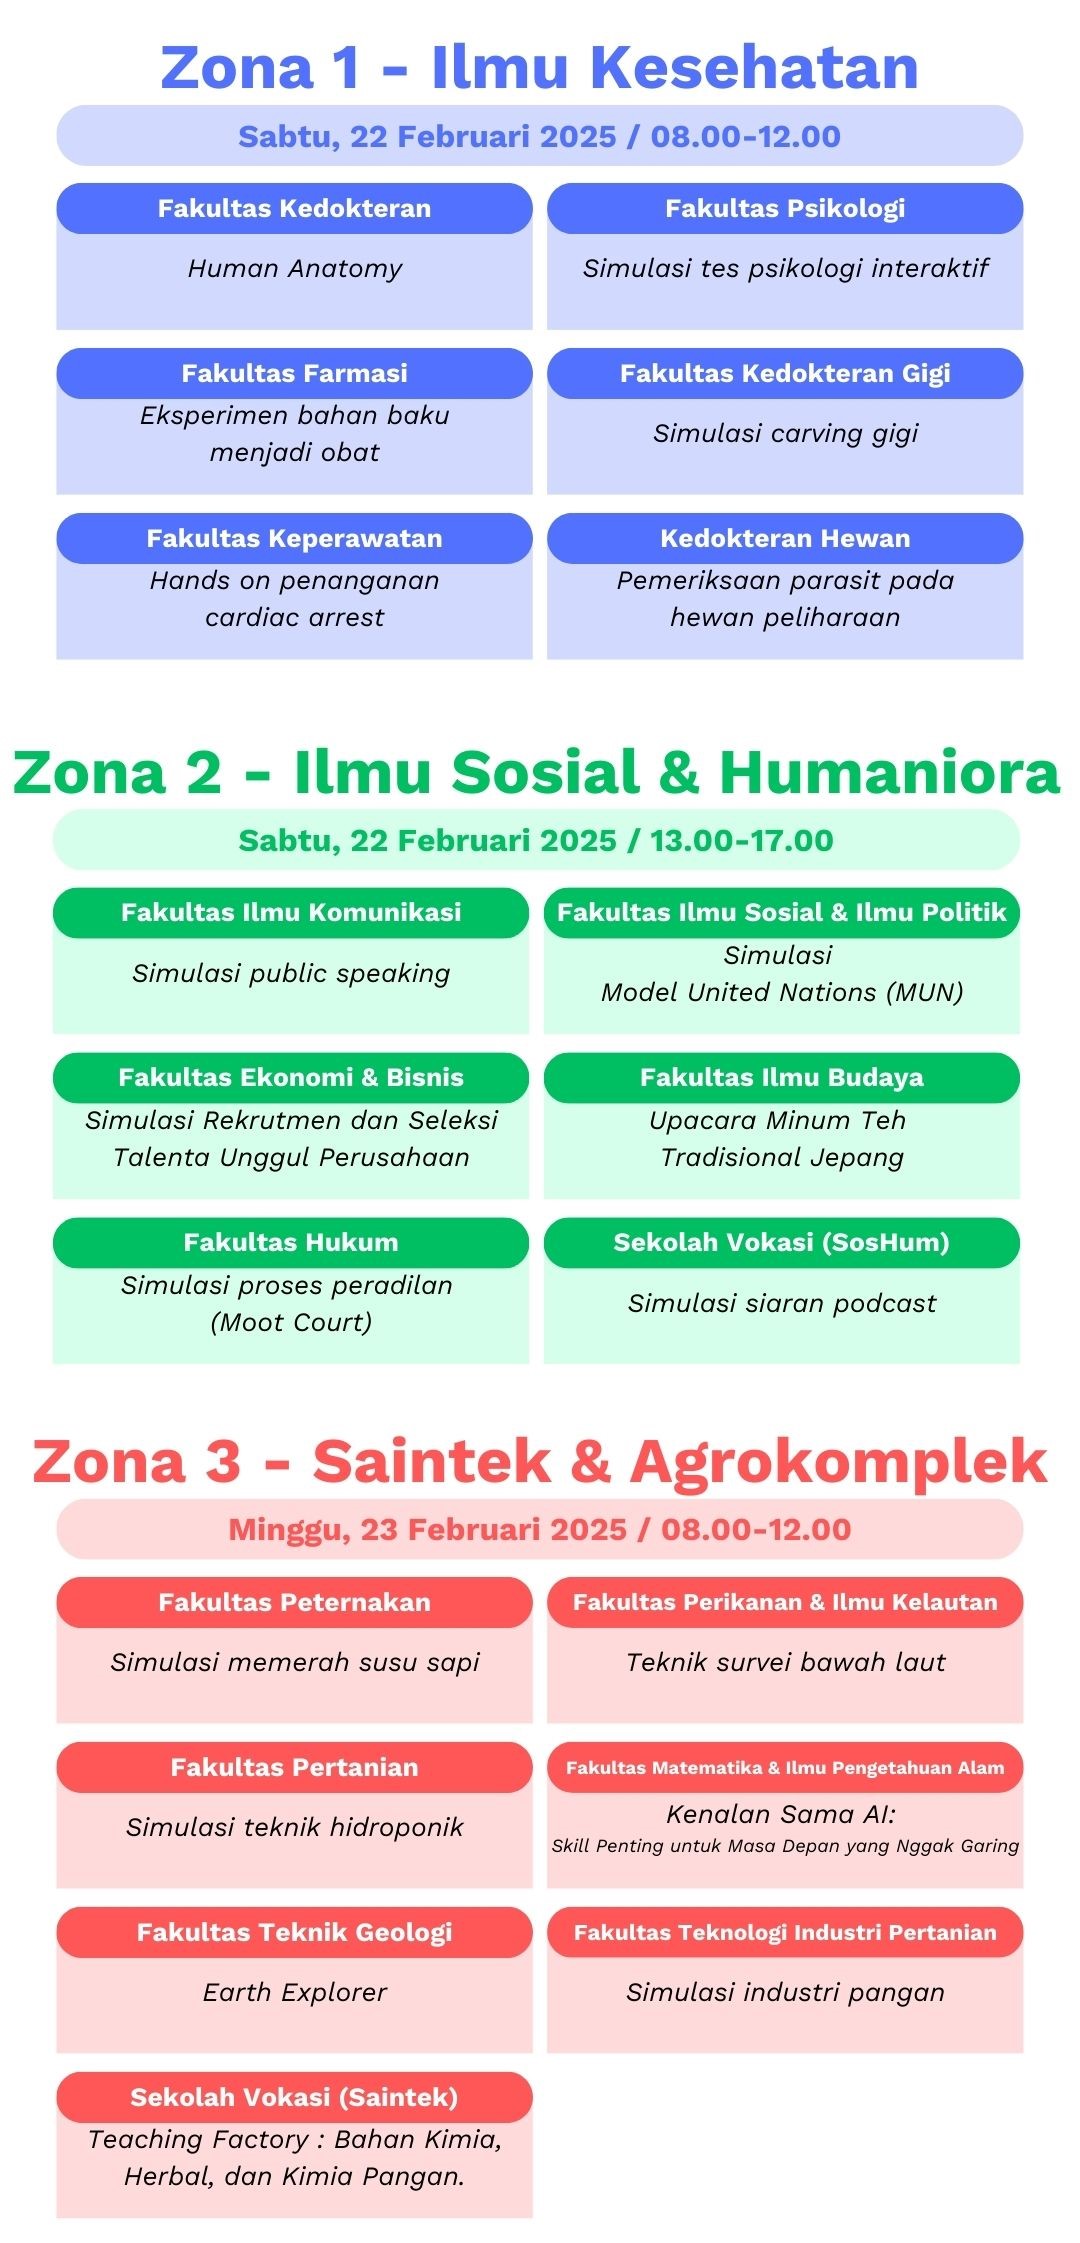 Zona 1 - Ilmu Kesehatan
Sabtu, 22 Februari 2025 / 08.00-12.00
Fakultas Kedokteran
Human Anatomy
Fakultas Psikologi
Simulasi tes psikologi interaktif
Fakultas Farmasi
Eksperimen bahan baku
menjadi obat
Fakultas Kedokteran Gigi
Simulasi carving gigi
Fakultas Keperawatan
Hands on penanganan
cardiac arrest
Kedokteran Hewan
Pemeriksaan parasit pada
hewan peliharaan
Zona 2 - Ilmu Sosial & Humaniora
Sabtu, 22 Februari 2025 / 13.00-17.00
Fakultas Ilmu Komunikasi
Simulasi public speaking
Fakultas Ilmu Sosial & Ilmu Politik
Simulasi
Model United Nations (MUN)
Fakultas Ekonomi & Bisnis
Simulasi Rekrutmen dan Seleksi
Talenta Unggul Perusahaan
Fakultas Ilmu Budaya
Upacara Minum Teh
Tradisional Jepang
Fakultas Hukum
Simulasi proses peradilan
(Moot Court)
Sekolah Vokasi (SosHum)
Simulasi siaran podcast
Zona 3 - Saintek & Agrokomplek
Minggu, 23 Februari 2025 / 08.00-12.00
Fakultas Peternakan
Simulasi memerah susu sapi
Fakultas Perikanan & Ilmu Kelautan
Teknik survei bawah laut
Fakultas Pertanian
Simulasi teknik hidroponik
Fakultas Matematika & Ilmu Pengetahuan Alam
Kenalan Sama AI:
Skill Penting untuk Masa Depan yang Nggak Garing
Fakultas Teknik Geologi
Earth Explorer
Fakultas Teknologi Industri Pertanian
Simulasi industri pangan
Sekolah Vokasi (Saintek)
Teaching Factory : Bahan Kimia,
Herbal, dan Kimia Pangan.